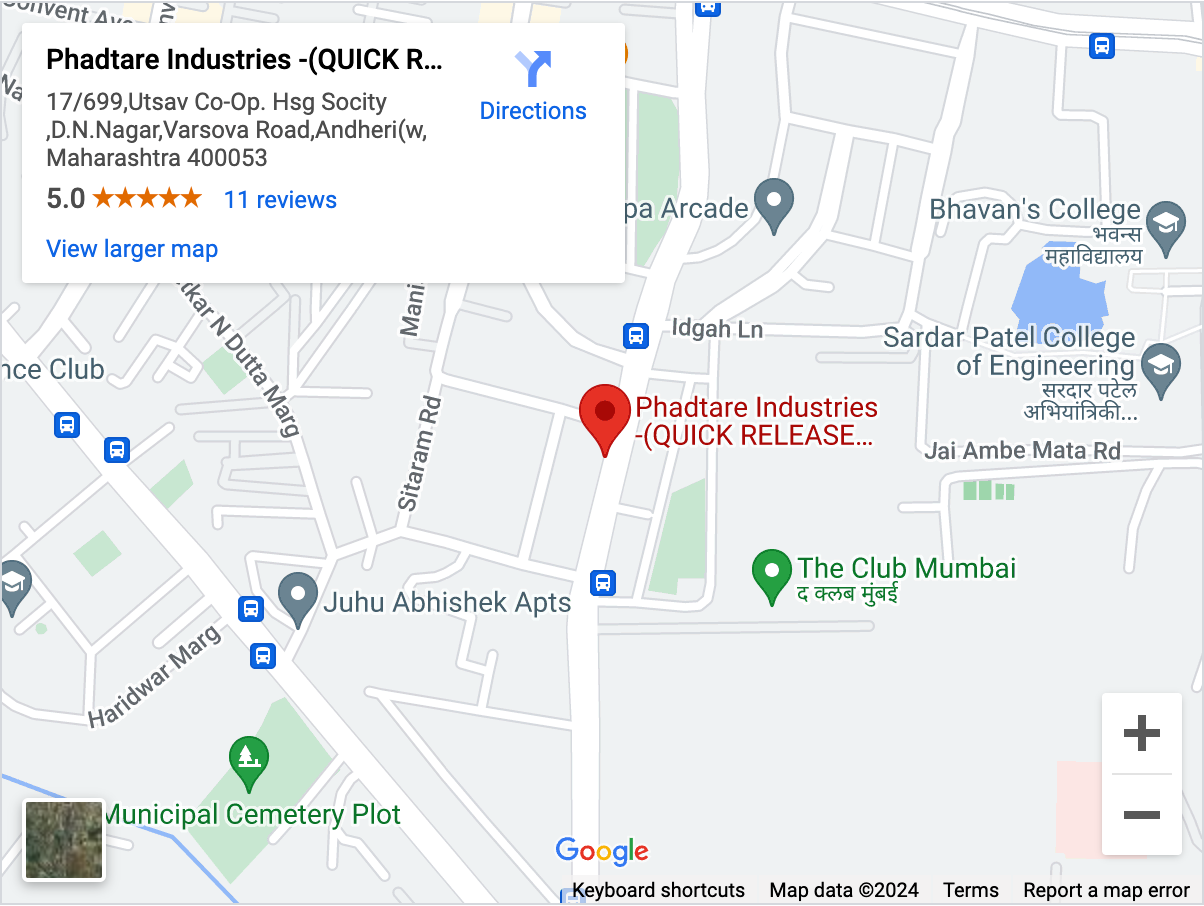 Convent Ave
Phadtare Industries -(QUICK R...
17/699,Utsav Co-Op. Hsg Socity
,D.N.Nagar,Varsova Road,Andheri(w,
Maharashtra 400053
Directions
5.0 ★★★★★ 11 reviews
View larger map
pa Arcade
Bhavan's College
भवन्स
महाविद्यालय
tkar N Dutta Marg
Mani
Idgah Ln
Sardar Patel College
of Engineering
सरदार पटेल
अभियांत्रिकी...
nce Club
Sitaram Rd
Phadtare Industries
-(QUICK RELEASE...
Jai Ambe Mata Rd
The Club Mumbai
द क्लब मुंबई
Juhu Abhishek Apts
Haridwar Marg
Municipal Cemetery Plot
Google
Keyboard shortcuts Map data ©2024 Terms Report a map error